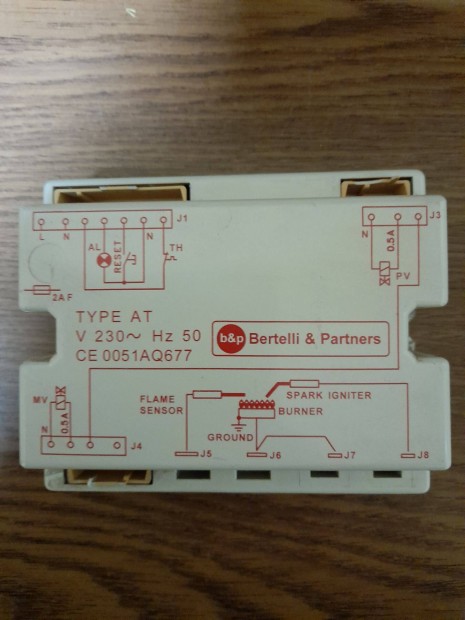 J1
L N N
AL RESET TH
2AF
J3
N 0.5A
PV
TYPE AT
V 230~ Hz 50
CE 0051AQ677
b&p Bertelli & Partners
MV
N 0.5A
J4
FLAME
SENSOR
SPARK IGNITER
BURNER
GROUND
J5 J6 J7 J8